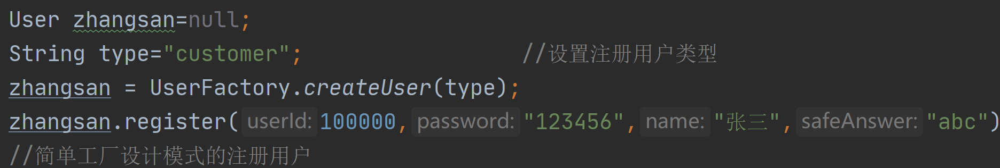 User zhangsan=null;
String type="customer"; //设置注册用户类型
zhangsan = UserFactory.createUser(type);
zhangsan.register( userId: 100000, password: "123456", name: "张三", safeAnswer: "abc")
//简单工厂设计模式的注册用户